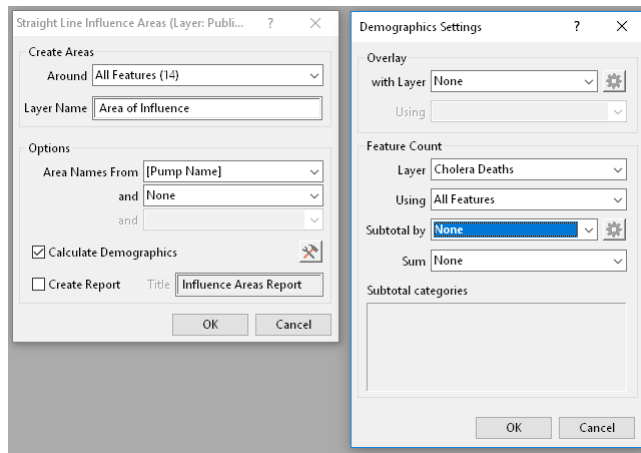 Straight Line Influence Areas (Layer: Publi... ? X
Create Areas
Around All Features (14)
Layer Name Area of Influence
Options
Area Names From [Pump Name]
and None
and
Calculate Demographics
Create Report Title Influence Areas Report
OK Cancel
Demographics Settings ? X
Overlay
with Layer None
Using
Feature Count
Layer Cholera Deaths
Using All Features
Subtotal by None
Sum None
Subtotal categories
OK Cancel